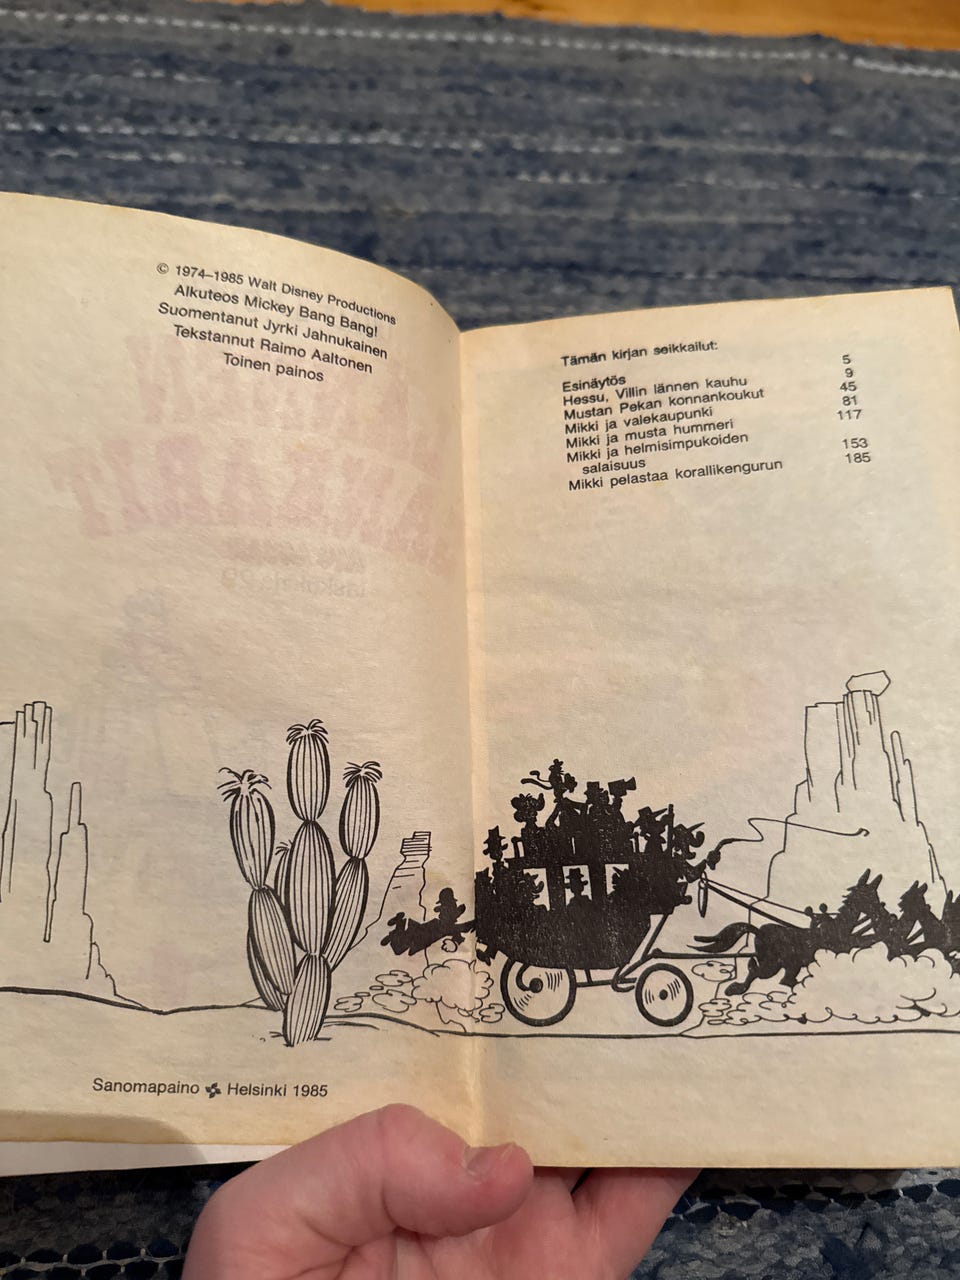 © 1974–1985 Walt Disney Productions
Alkuteos Mickey Bang Bang!
Suomentanut Jyrki Jahnukainen
Tekstannut Raimo Aaltonen
Toinen painos
Sanomapaino Helsinki 1985
Tämän kirjan seikkailut:
Esinäytös 5
Hessu, Villin lännen kauhu 9
Mustan Pekan konnankoukut 45
Mikki ja valekaupunki 81
Mikki ja musta hummeri 117
Mikki ja helmisimpukoiden
salaisuus 153
Mikki pelastaa korallikengurun 185